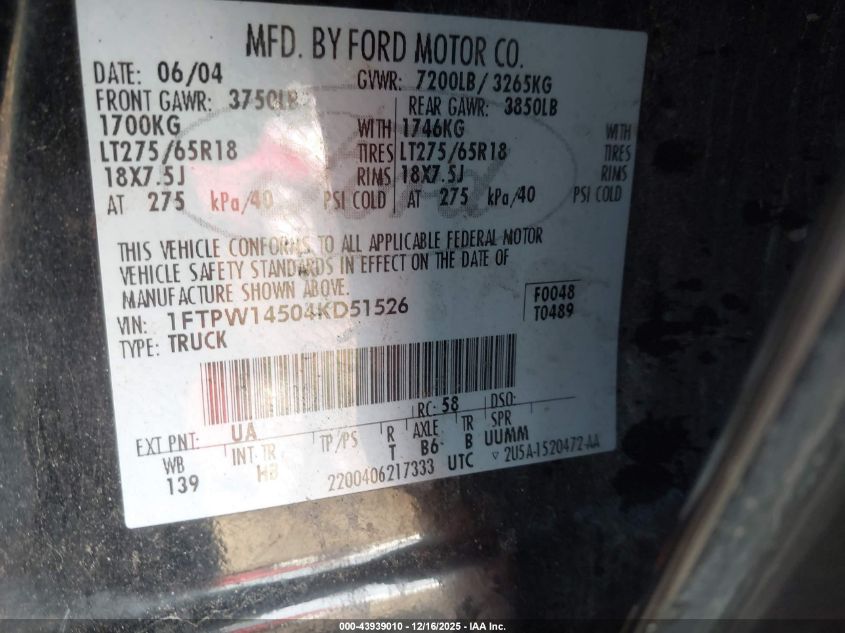 MFD. BY FORD MOTOR CO.
DATE: 06/04 GVWR: 7200LB/ 3265KG
FRONT GAWR: 3750LB REAR GAWR: 3850LB
1700KG WITH 1746KG WITH
LT275/65R18 TIRES LT275/65R18 TIRES
18X7.5J RIMS 18X7.5J RIMS
AT 275 kPa/40 PSI COLD AT 275 kPa/40 PSI COLD
THIS VEHICLE CONFORMS TO ALL APPLICABLE FEDERAL MOTOR
VEHICLE SAFETY STANDARDS IN EFFECT ON THE DATE OF
MANUFACTURE SHOWN ABOVE.
VIN: 1FTPW14504KD51526 F0048
TYPE: TRUCK T0489
RC: 58 DSO:
EXT PNT: UA
WB INT TR TP/PS R AXLE TR SPR
139 H3 T B6 B UUMM
2200406217333 UTC ▽ 2U5A-1520472-AA
000-43939010 - 12/16/2025 - IAA Inc.